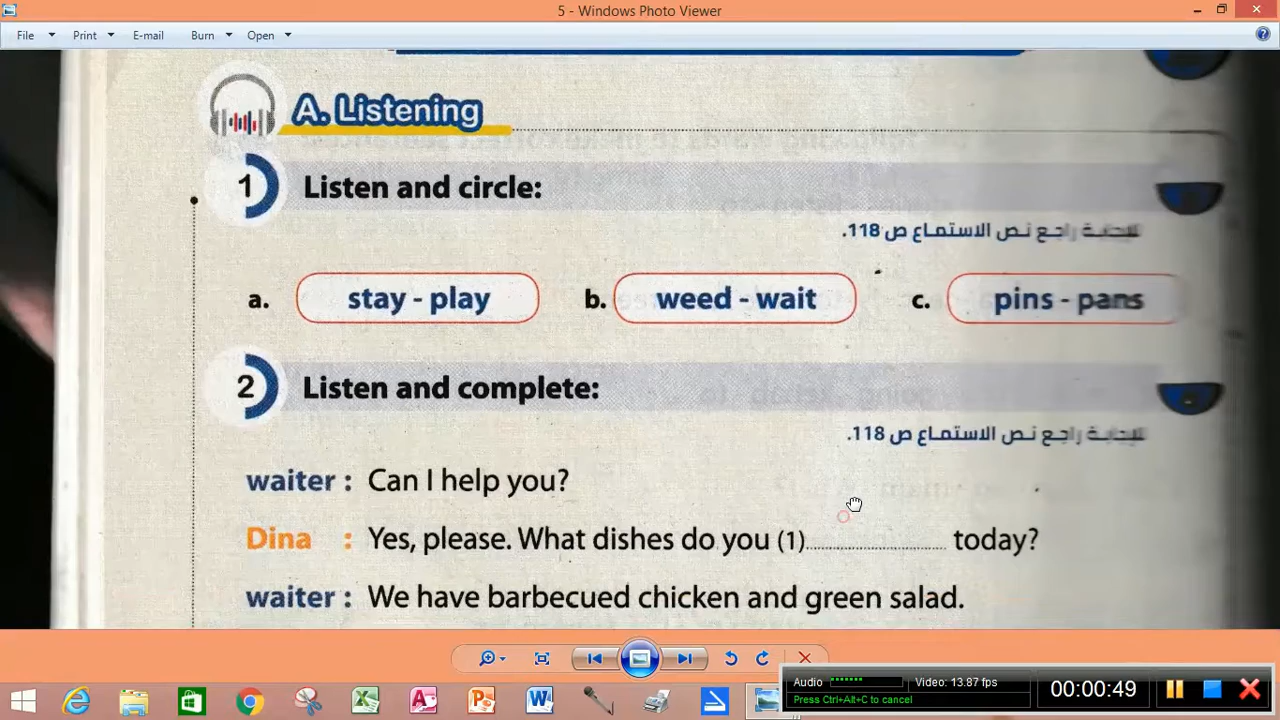 5 - Windows Photo Viewer
File Print E-mail Burn Open
A. Listening
1 Listen and circle:
للإجابة راجع نص الاستماع ص 118.
a. stay - play b. weed - wait c. pins - pans
2 Listen and complete:
للإجابة راجع نص الاستماع ص 118.
waiter : Can I help you?
Dina : Yes, please. What dishes do you (1).............................. today?
waiter : We have barbecued chicken and green salad.
Audio Video: 13.87 fps
Press Ctrl+Alt+C to cancel
00:00:49